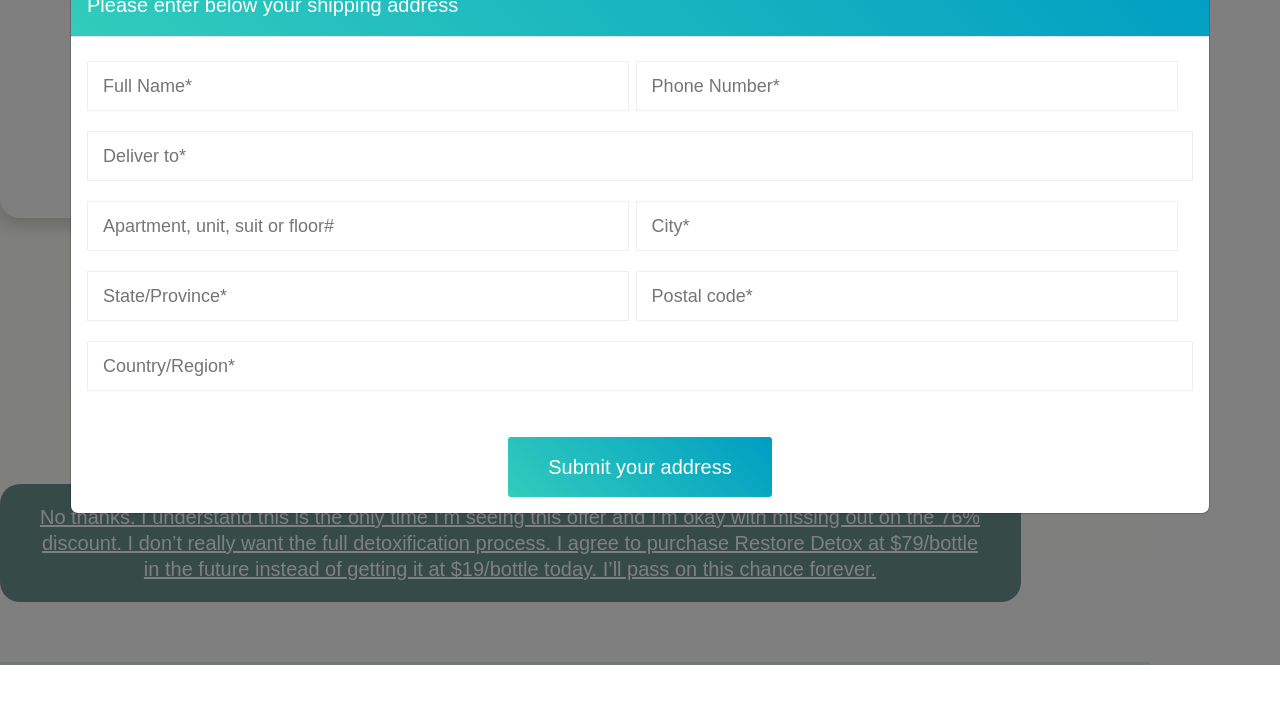 Please enter below your shipping address
Full Name*
Phone Number*
Deliver to*
Apartment, unit, suit or floor#
City*
State/Province*
Postal code*
Country/Region*
Submit your address
No thanks. I understand this is the only time I'm seeing this offer and I'm okay with missing out on the 76%
discount. I don’t really want the full detoxification process. I agree to purchase Restore Detox at $79/bottle
in the future instead of getting it at $19/bottle today. I’ll pass on this chance forever.